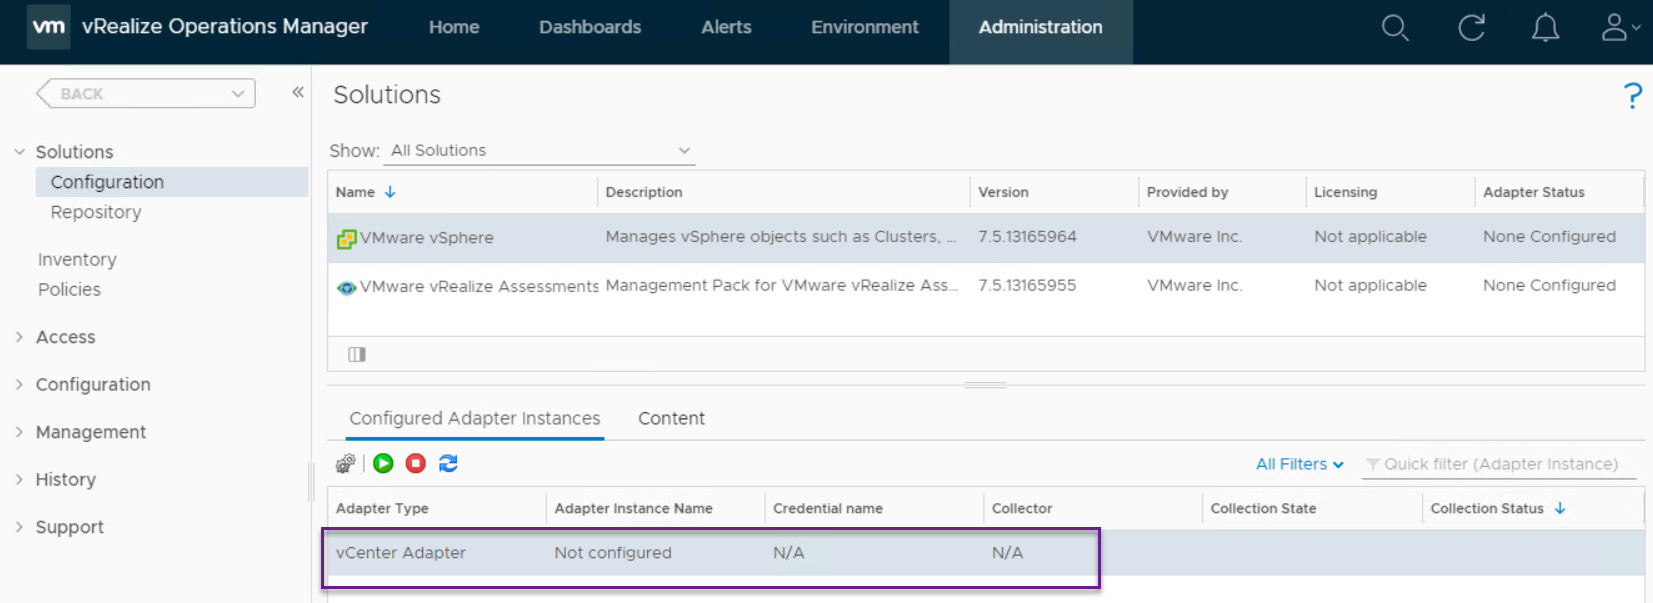 vm vRealize Operations Manager Home Dashboards Alerts Environment Administration
BACK
Solutions
Configuration
Repository
Inventory
Policies
Access
Configuration
Management
History
Support
Solutions
?
Show: All Solutions
Name Description Version Provided by Licensing Adapter Status
VMware vSphere Manages vSphere objects such as Clusters, ... 7.5.13165964 VMware Inc. Not applicable None Configured
VMware vRealize Assessments Management Pack for VMware vRealize Ass... 7.5.13165955 VMware Inc. Not applicable None Configured
Configured Adapter Instances Content
All Filters Quick filter (Adapter Instance)
Adapter Type Adapter Instance Name Credential name Collector Collection State Collection Status
vCenter Adapter Not configured N/A N/A